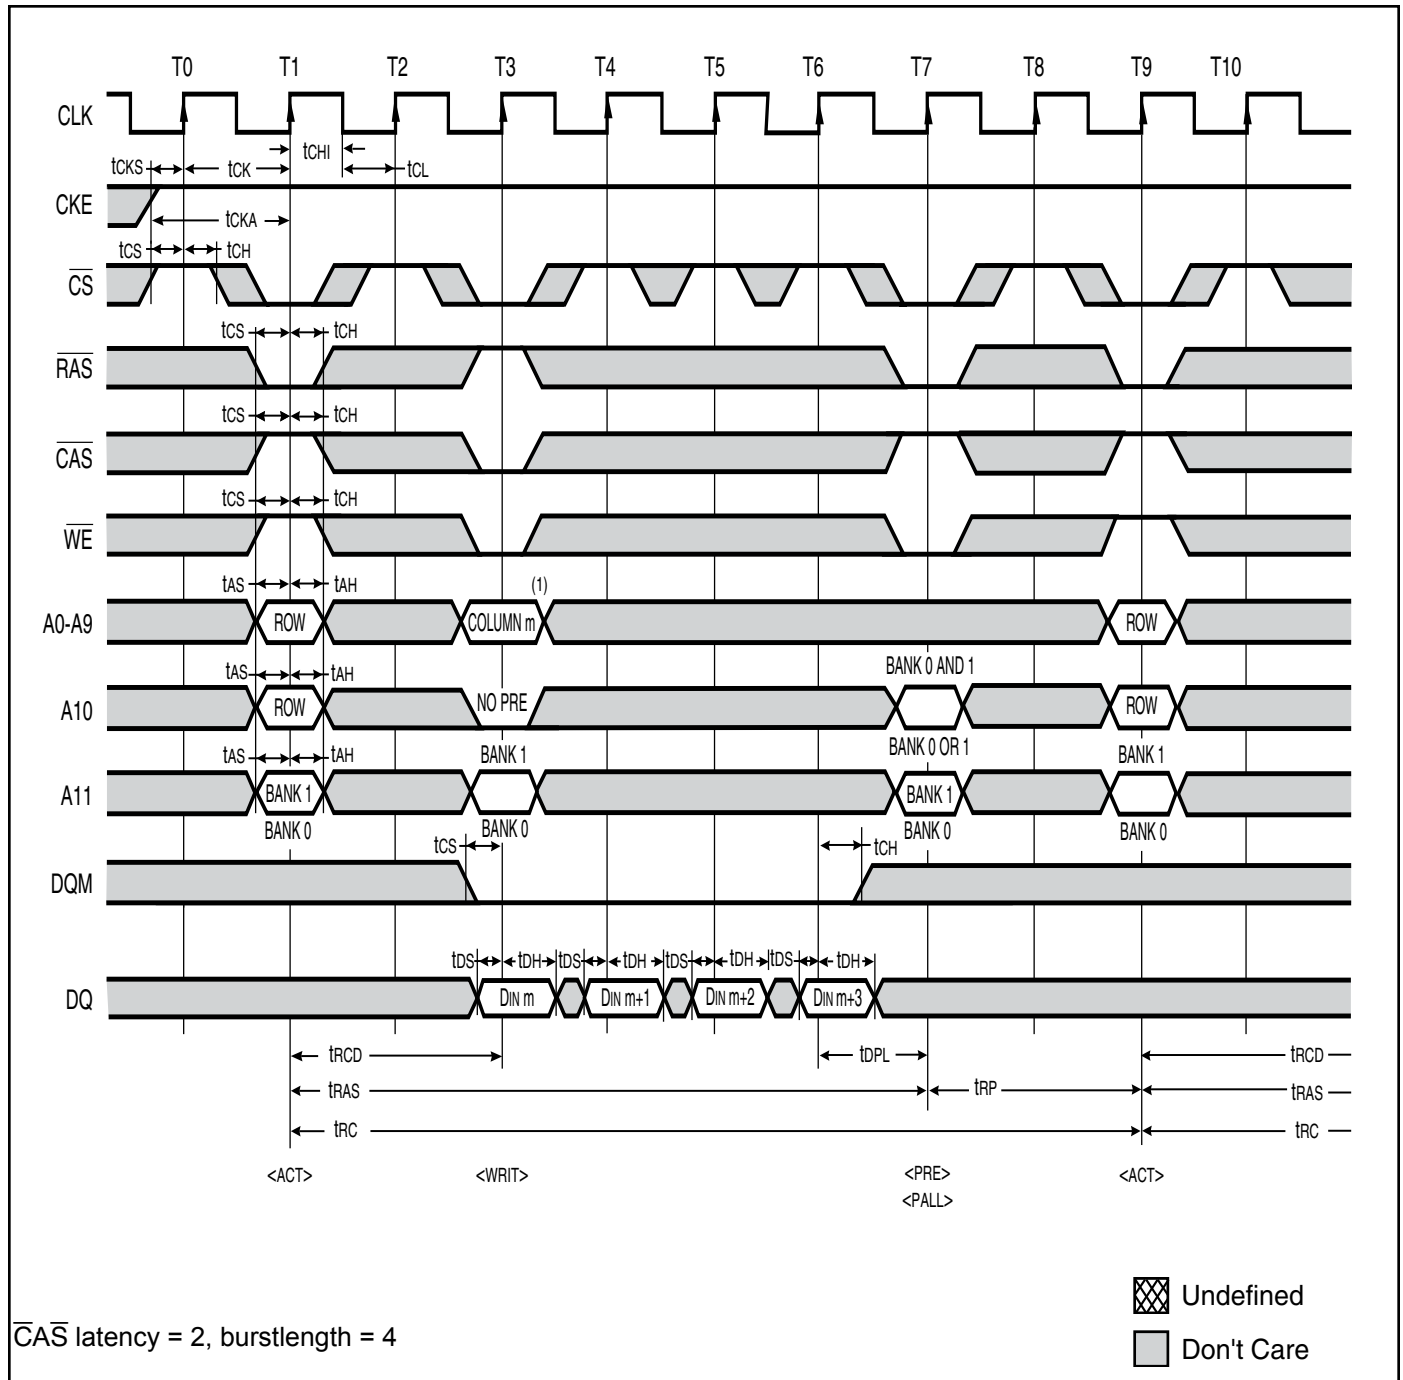 T0 T1 T2 T3 T4 T5 T6 T7 T8 T9 T10
CLK
tCHI
tCKS tCK tCL
CKE
tCKA
tCS tCH
CS
tCS tCH
RAS
tCS tCH
CAS
tCS tCH
WE
tAS tAH (1)
A0-A9 ROW COLUMN m ROW
BANK 0 AND 1
tAS tAH
A10 ROW NO PRE ROW
BANK 0 OR 1
tAS tAH BANK 1 BANK 1
A11 BANK 1 BANK 1
BANK 0 BANK 0 BANK 0 BANK 0
tCS tCH
DQM
tDS tDH tDS tDH tDS tDH tDS tDH
DQ DIN m DIN m+1 DIN m+2 DIN m+3
tRCD tDPL tRCD
tRAS tRP tRAS
tRC tRC
<ACT> <WRIT> <PRE> <ACT>
<PALL>
Undefined
CAS latency = 2, burstlength = 4
Don't Care